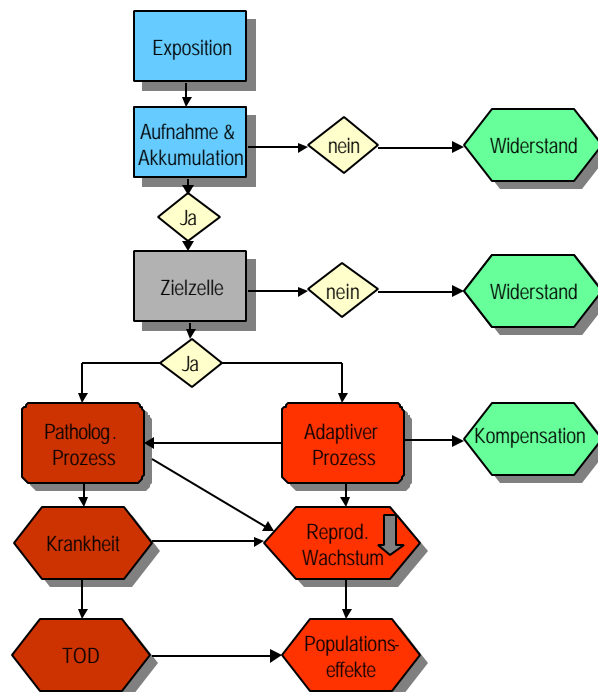 Exposition
Aufnahme &
Akkumulation
nein
Widerstand
Ja
Zielzelle
nein
Widerstand
Ja
Patholog.
Prozess
Adaptiver
Prozess
Kompensation
Krankheit
Reprod.
Wachstum
TOD
Populations-
effekte